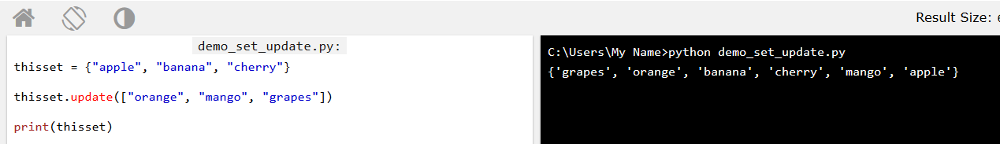 Result Size:
demo_set_update.py:
thisset = {"apple", "banana", "cherry"}
thisset.update(["orange", "mango", "grapes"])
print(thisset)
C:\Users\My Name>python demo_set_update.py
{'grapes', 'orange', 'banana', 'cherry', 'mango', 'apple'}